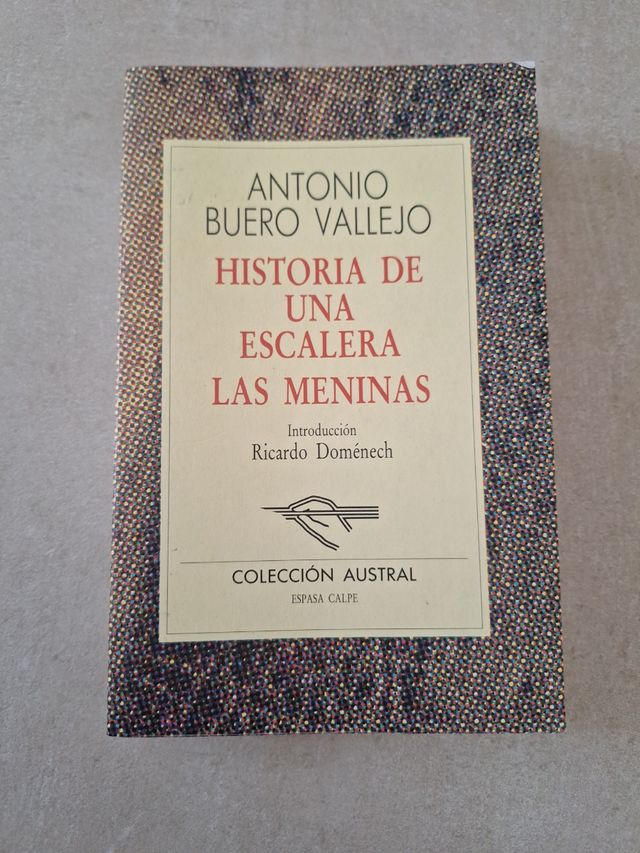 ANTONIO
BUERO VALLEJO
HISTORIA DE
UNA
ESCALERA
LAS MENINAS
Introducción
Ricardo Doménech
COLECCIÓN AUSTRAL
ESPASA CALPE